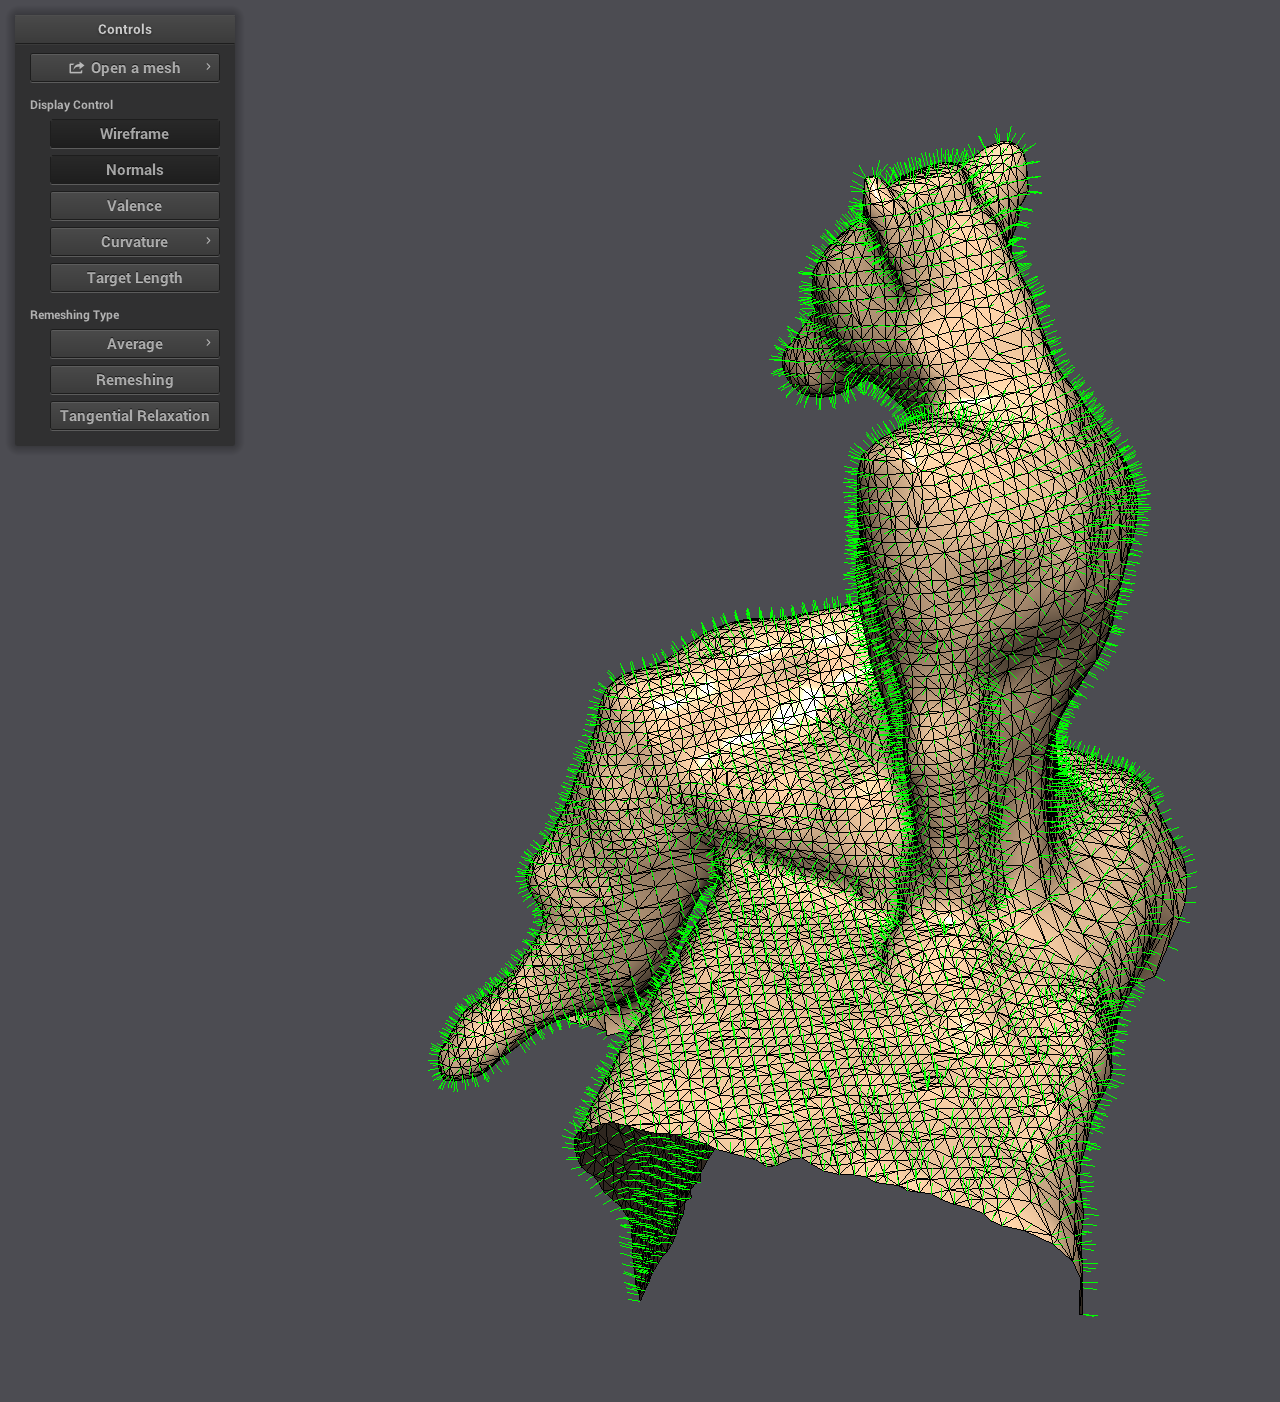 Controls
Open a mesh
Display Control
Wireframe
Normals
Valence
Curvature
Target Length
Remeshing Type
Average
Remeshing
Tangential Relaxation